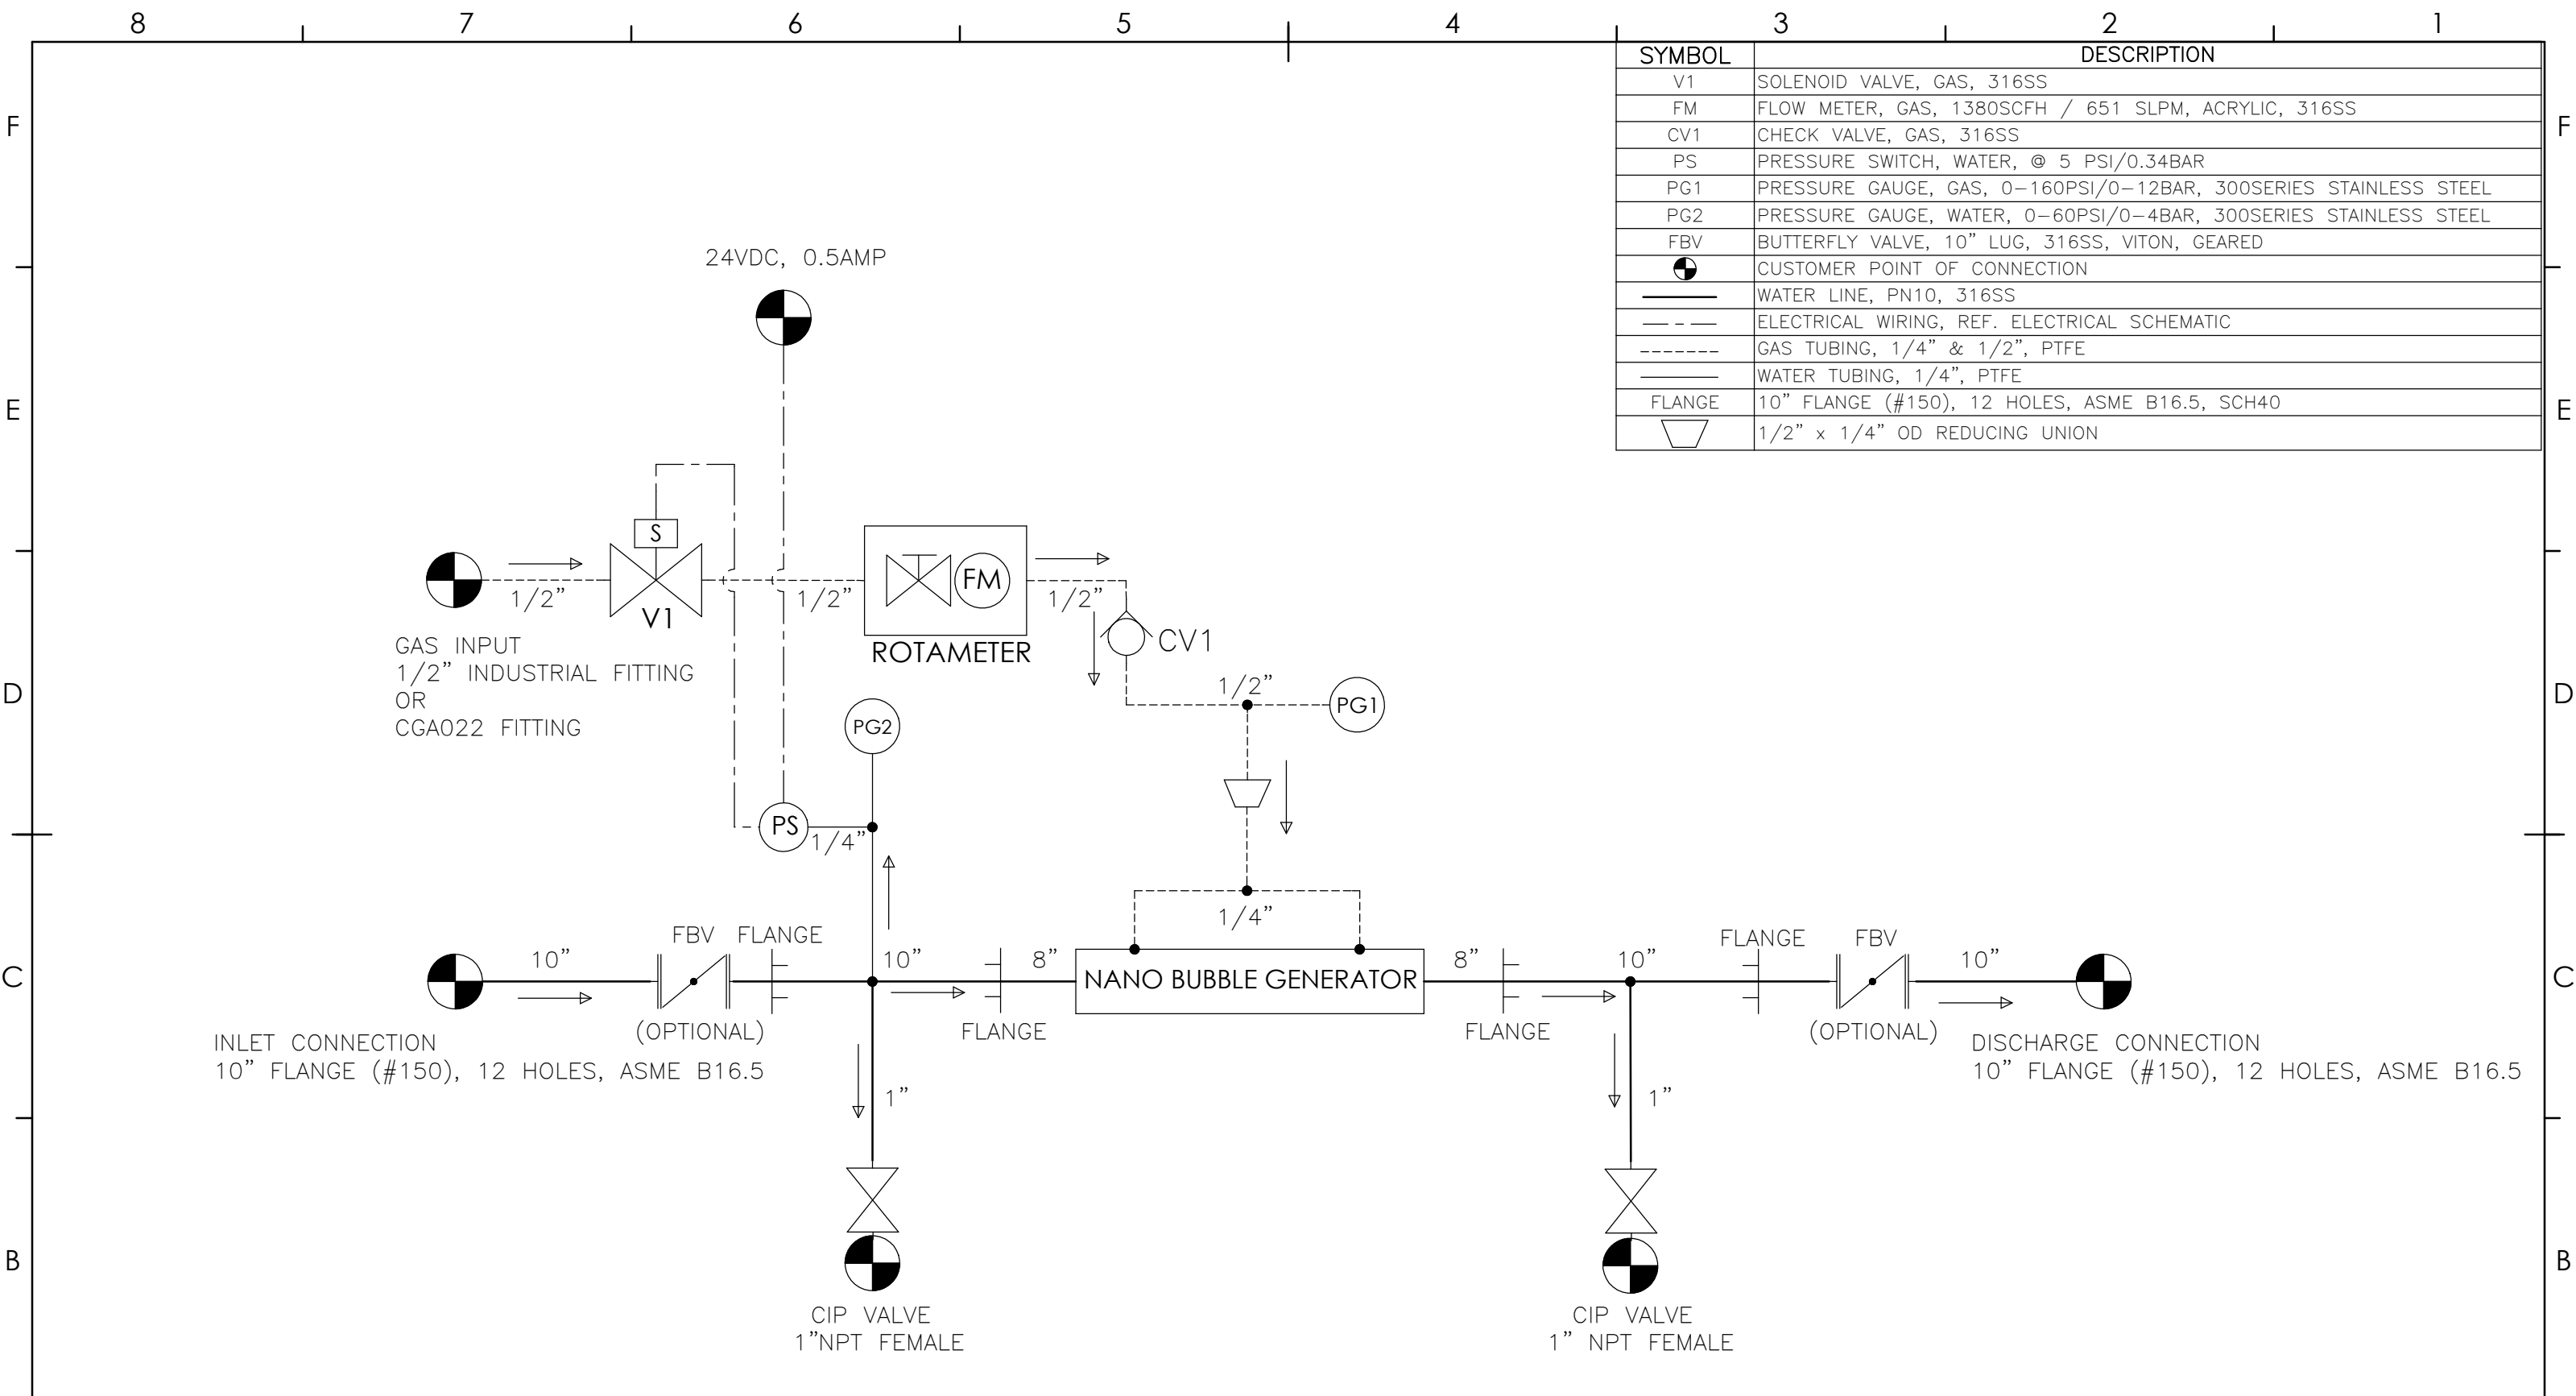 8 7 6 5 4 3 2 1
SYMBOL DESCRIPTION
V1 SOLENOID VALVE, GAS, 316SS
FM FLOW METER, GAS, 1380SCFH / 651 SLPM, ACRYLIC, 316SS
CV1 CHECK VALVE, GAS, 316SS
PS PRESSURE SWITCH, WATER, @ 5 PSI/0.34BAR
PG1 PRESSURE GAUGE, GAS, 0-160PSI/0-12BAR, 300SERIES STAINLESS STEEL
PG2 PRESSURE GAUGE, WATER, 0-60PSI/0-4BAR, 300SERIES STAINLESS STEEL
FBV BUTTERFLY VALVE, 10" LUG, 316SS, VITON, GEARED
CUSTOMER POINT OF CONNECTION
WATER LINE, PN10, 316SS
ELECTRICAL WIRING, REF. ELECTRICAL SCHEMATIC
GAS TUBING, 1/4" & 1/2", PTFE
WATER TUBING, 1/4", PTFE
FLANGE 10" FLANGE (#150), 12 HOLES, ASME B16.5, SCH40
1/2" x 1/4" OD REDUCING UNION
F F
24VDC, 0.5AMP
E E
S
FM
1/2" 1/2" 1/2"
V1
ROTAMETER
CV1
GAS INPUT
1/2" INDUSTRIAL FITTING
OR
CGA022 FITTING
D D
1/2"
PG1
PG2
PS
1/4"
1/4"
FBV FLANGE
FLANGE FBV
10" 10" 8" 8" 10" 10"
C C
NANO BUBBLE GENERATOR
(OPTIONAL) FLANGE FLANGE (OPTIONAL)
INLET CONNECTION
10" FLANGE (#150), 12 HOLES, ASME B16.5
DISCHARGE CONNECTION
10" FLANGE (#150), 12 HOLES, ASME B16.5
1" 1"
B B
CIP VALVE
1"NPT FEMALE
CIP VALVE
1" NPT FEMALE